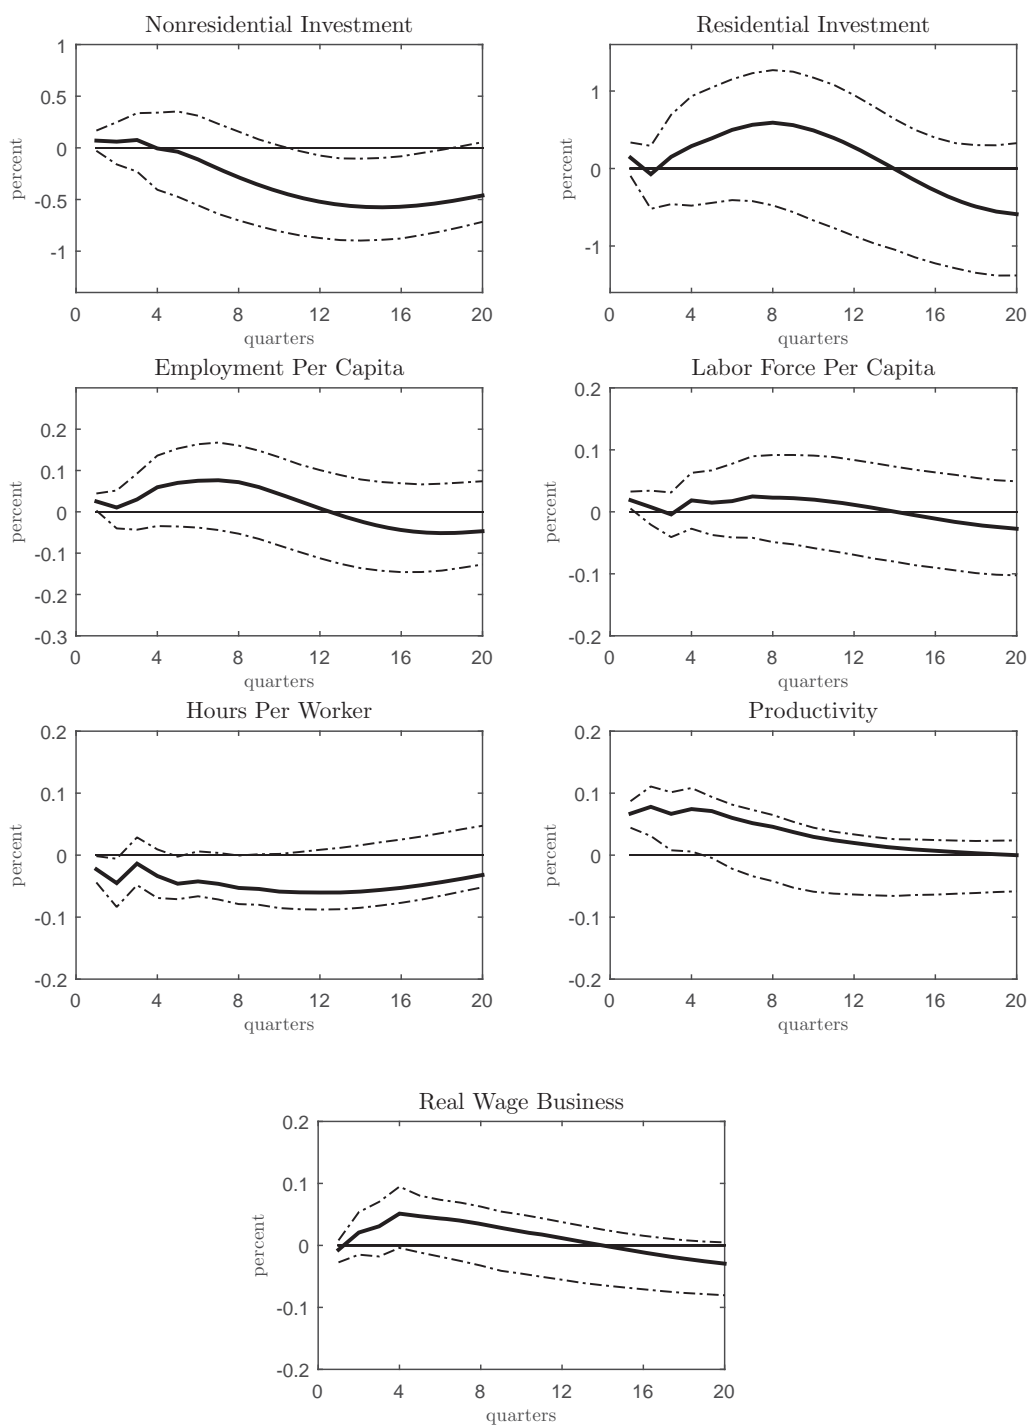 Nonresidential Investment
1
0.5
0
-0.5
-1
percent
0 4 8 12 16 20
quarters
Residential Investment
1
0
-1
percent
0 4 8 12 16 20
quarters
Employment Per Capita
0.2
0.1
0
-0.1
-0.2
-0.3
percent
0 4 8 12 16 20
quarters
Labor Force Per Capita
0.2
0.1
0
-0.1
-0.2
percent
0 4 8 12 16 20
quarters
Hours Per Worker
0.2
0.1
0
-0.1
-0.2
percent
0 4 8 12 16 20
quarters
Productivity
0.2
0.1
0
-0.1
-0.2
percent
0 4 8 12 16 20
quarters
Real Wage Business
0.2
0.1
0
-0.1
-0.2
percent
0 4 8 12 16 20
quarters